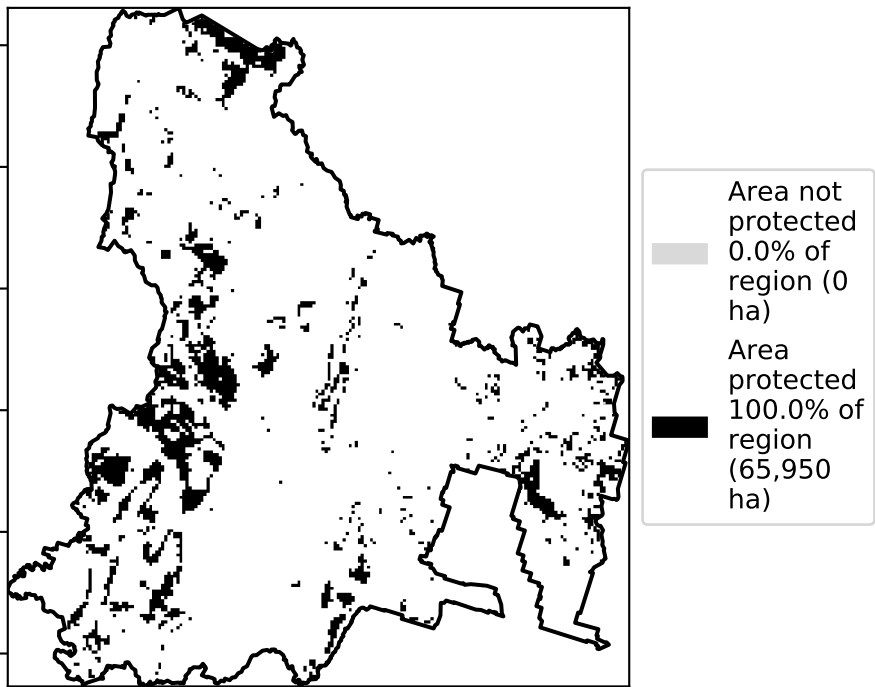 Area not
protected
0.0% of
region (0
ha)
Area
protected
100.0% of
region
(65,950
ha)